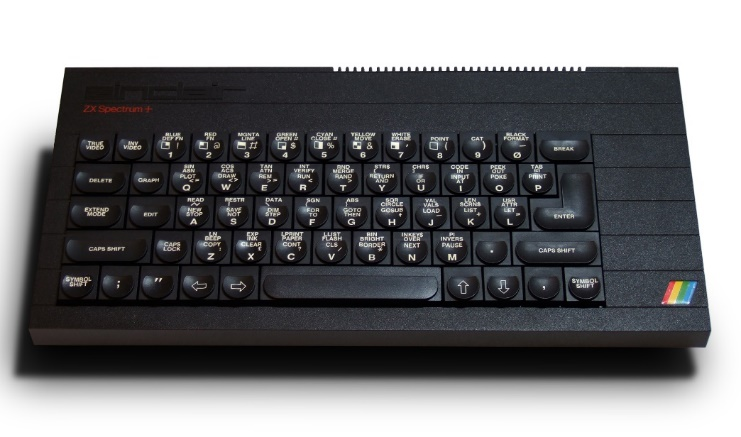 sinclair
ZX Spectrum +
TRUE VIDEO
INV VIDEO
BLUE
DEF FN
!
1
RED
FN
@
2
MGNTA
LINE
#
3
GREEN
OPEN #
$
4
CYAN
CLOSE #
%
5
YELLOW
MOVE
&
6
WHITE
ERASE
'
7
POINT
(
8
CAT
)
9
BLACK
FORMAT
0
BREAK
DELETE
GRAPH
SIN
ASN
PLOT <=
Q
COS
ACS
DRAW <>
W
TAN
ATN
REM >=
E
INT
VERIFY
RUN <
R
RND
MERGE
RAND >
T
STR$
RETURN
AND
Y
CHR$
IF
OR
U
CODE
IN
INPUT
AT
I
PEEK
OUT
POKE
O
TAB
PRINT
P
EXTEND MODE
EDIT
READ
NEW
STOP
A
RESTR
SAVE
NOT
S
DATA
DIM
STEP
D
SGN
FOR
TO
F
ABS
GOTO
THEN
G
SQR
CIRCLE
GOSUB
H
VAL
VAL$
LOAD
J
LEN
SCRN$
LIST +
K
USR
ATTR
LET
L
ENTER
CAPS SHIFT
CAPS LOCK
LN
BEEP
COPY :
Z
EXP
INK
CLEAR
X
LPRINT
PAPER
CONT
C
LLIST
FLASH
CLS
V
BIN
BRIGHT
BORDER
B
INKEY$
OVER
NEXT
N
PI
INVERS
PAUSE
M
.
CAPS SHIFT
SYMBOL SHIFT
;
"
⇦
⇨
⇧
⇩
,
SYMBOL SHIFT